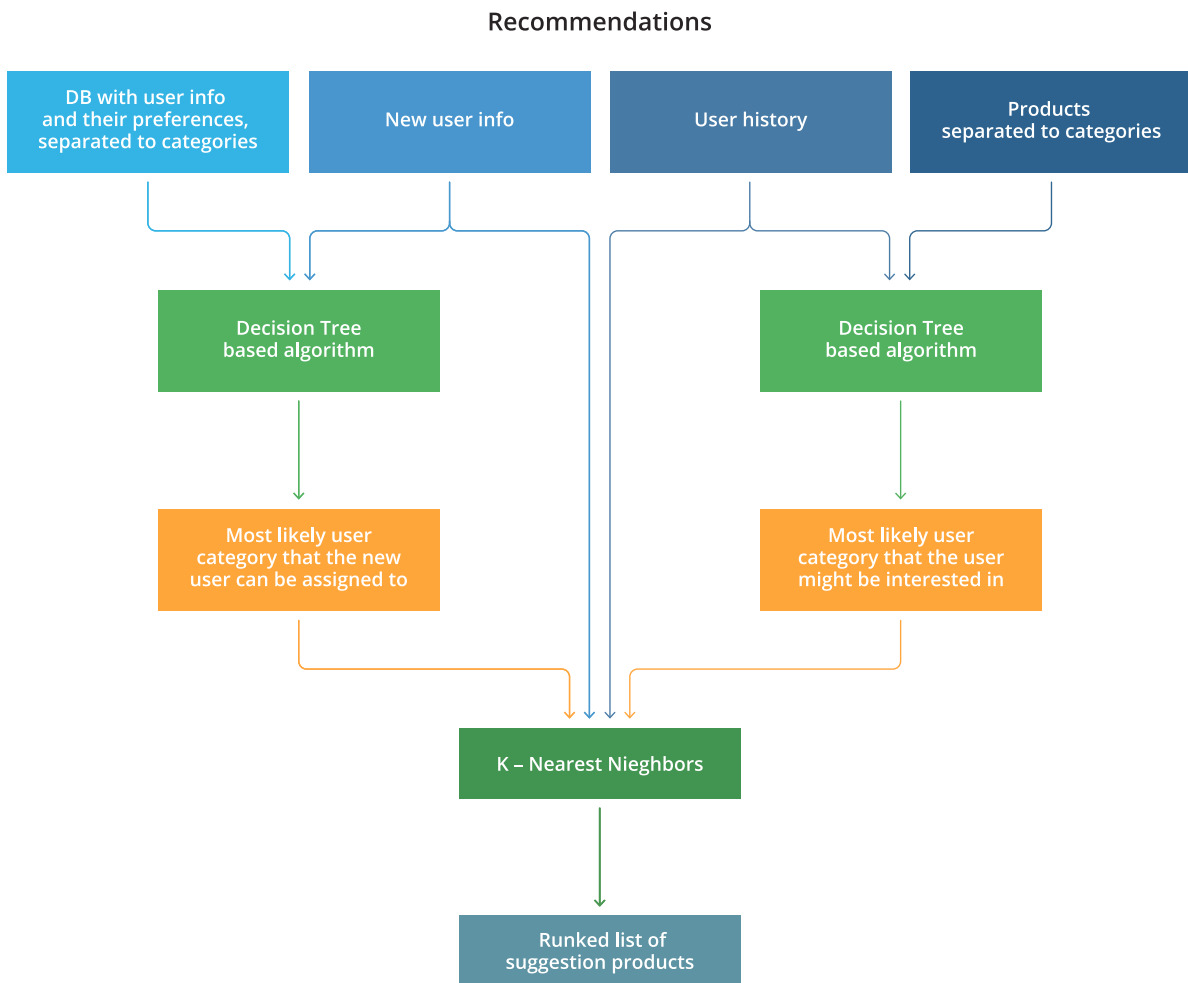 Recommendations
DB with user info
and their preferences,
separated to categories
New user info
User history
Products
separated to categories
Decision Tree
based algorithm
Decision Tree
based algorithm
Most likely user
category that the new
user can be assigned to
Most likely user
category that the user
might be interested in
K – Nearest Nieghbors
Runked list of
suggestion products